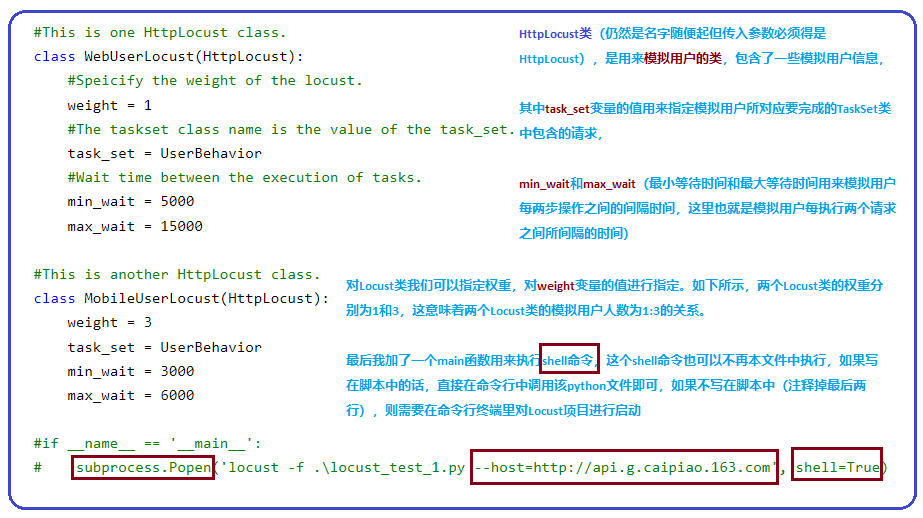 #This is one HttpLocust class.
class WebUserLocust(HttpLocust):
#Speicify the weight of the locust.
weight = 1
#The taskset class name is the value of the task_set.
task_set = UserBehavior
#Wait time between the execution of tasks.
min_wait = 5000
max_wait = 15000
HttpLocust类（仍然是名字随便起但传入参数必须得是
HttpLocust），是用来模拟用户的类，包含了一些模拟用户信息，
其中task_set变量的值用来指定模拟用户所对应要完成的TaskSet类
中包含的请求，
min_wait和max_wait（最小等待时间和最大等待时间用来模拟用户
每两步操作之间的间隔时间，这里也就是模拟用户每执行两个请求
之间所间隔的时间）
#This is another HttpLocust class.
class MobileUserLocust(HttpLocust):
weight = 3
task_set = UserBehavior
min_wait = 3000
max_wait = 6000
对Locust类我们可以指定权重，对weight变量的值进行指定。如下所示，两个Locust类的权重分
别为1和3，这意味着两个Locust类的模拟用户人数为1:3的关系。
最后我加了一个main函数用来执行shell命令，这个shell命令也可以不再本文件中执行，如果写
在脚本中的话，直接在命令行中调用该python文件即可，如果不写在脚本中（注释掉最后两
行），则需要在命令行终端里对Locust项目进行启动
#if __name__ == '__main__':
# subprocess.Popen('locust -f .\locust_test_1.py --host=http://api.g.caipiao.163.com', shell=True)